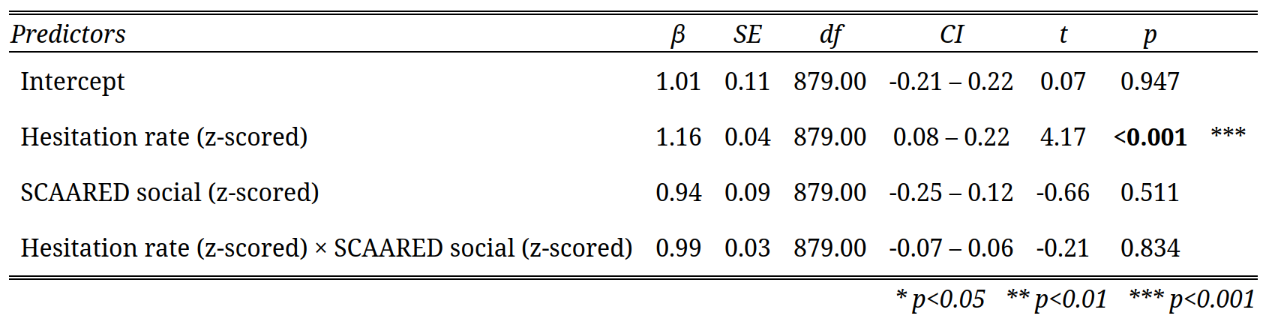 Predictors β SE df CI t p
Intercept 1.01 0.11 879.00 -0.21 – 0.22 0.07 0.947
Hesitation rate (z-scored) 1.16 0.04 879.00 0.08 – 0.22 4.17 <0.001 ***
SCAARED social (z-scored) 0.94 0.09 879.00 -0.25 – 0.12 -0.66 0.511
Hesitation rate (z-scored) × SCAARED social (z-scored) 0.99 0.03 879.00 -0.07 – 0.06 -0.21 0.834
* p<0.05 ** p<0.01 *** p<0.001